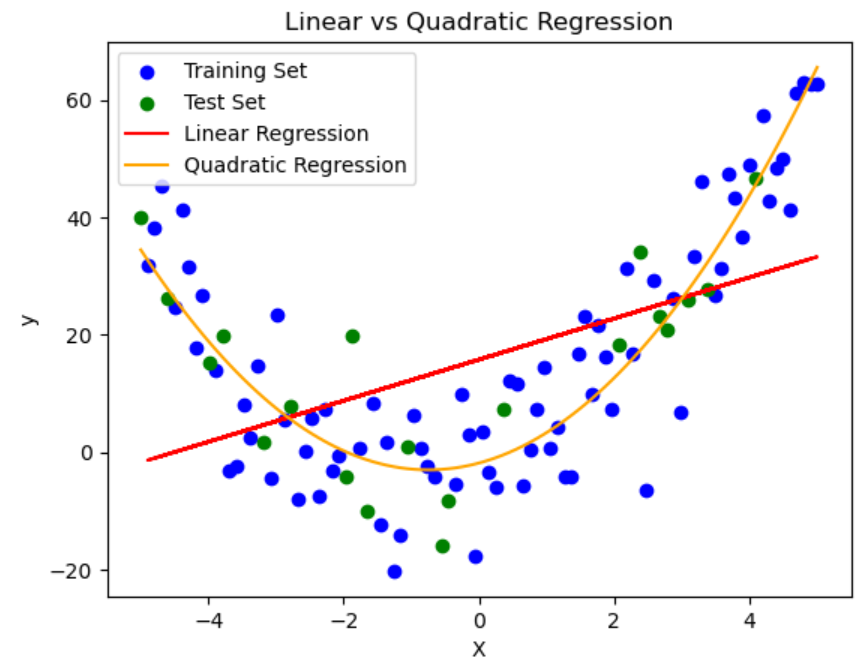 Linear vs Quadratic Regression
Training Set
Test Set
Linear Regression
Quadratic Regression
60
40
20
0
−20
y
−4
−2
0
2
4
X